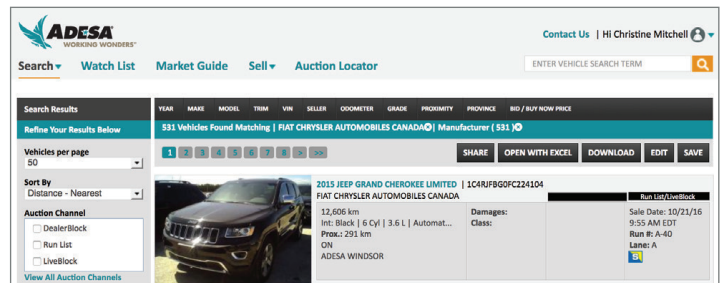 ADESA
WORKING WONDERS
Contact Us | Hi Christine Mitchell
Search Watch List Market Guide Sell Auction Locator
ENTER VEHICLE SEARCH TERM
Search Results
YEAR MAKE MODEL TRIM VIN SELLER ODOMETER GRADE PROXIMITY PROVINCE BID / BUY NOW PRICE
Refine Your Results Below
531 Vehicles Found Matching | FIAT CHRYSLER AUTOMOBILES CANADA | Manufacturer ( 531 )
Vehicles per page
50
1 2 3 4 5 6 7 8 > >>
SHARE OPEN WITH EXCEL DOWNLOAD EDIT SAVE
Sort By
Distance - Nearest
Auction Channel
DealerBlock
Run List
LiveBlock
View All Auction Channels
2015 JEEP GRAND CHEROKEE LIMITED | 1C4RJFBG0FC224104
FIAT CHRYSLER AUTOMOBILES CANADA
Run List/LiveBlock
12,606 km
Int: Black | 6 Cyl | 3.6 L | Automat...
Prox.: 291 km
ON
ADESA WINDSOR
Damages:
Class:
Sale Date: 10/21/16
9:55 AM EDT
Run #: A-40
Lane: A